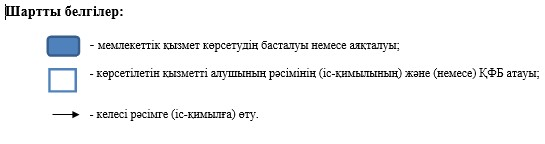 Шартты белгілер:
- мемлекеттік қызмет көрсетудің басталуы немесе аяқталуы;
- көрсетілетін қызметті алушының рәсімінің (іс-қимылының) және (немесе) ҚФБ атауы;
- келесі рәсімге (іс-қимылға) өту.